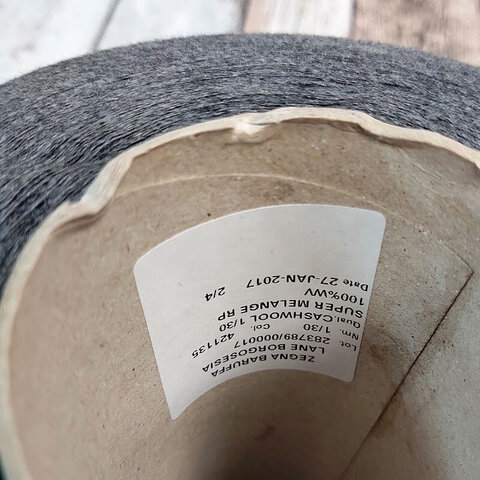 ZEGNA BARUFFA
LANE BORGOSESIA
Lot. 283789/000017 421135
Nm. 1/30 Col.
Qual.CASHWOOL 1/30
SUPER MELANGE RP
100%WV 2/4
Date 27-JAN-2017